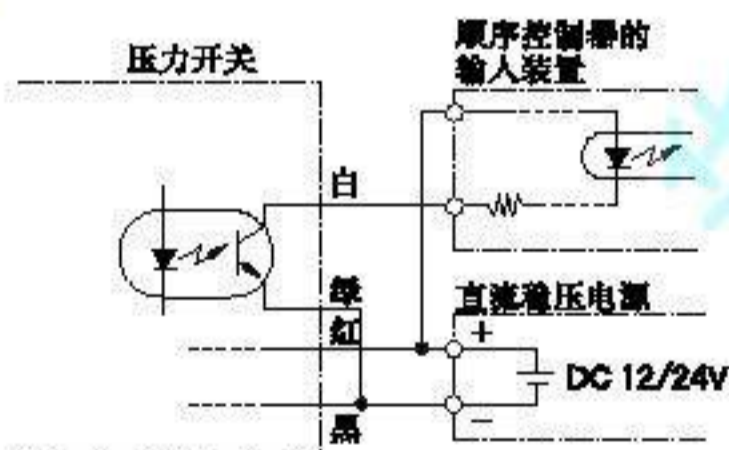 压力开关
顺序控制器的
输入装置
白
绿
红
黑
直流稳压电源
+
DC 12/24V
−